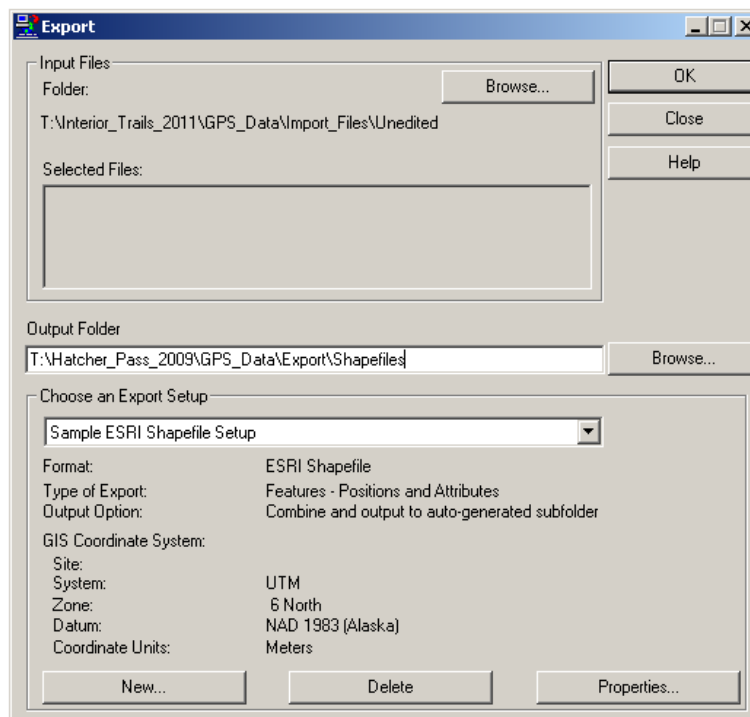 Export
Input Files
Folder:
Browse...
T:\Interior_Trails_2011\GPS_Data\Import_Files\Unedited
Selected Files:
OK
Close
Help
Output Folder
T:\Hatcher_Pass_2009\GPS_Data\Export\Shapefiles
Browse...
Choose an Export Setup
Sample ESRI Shapefile Setup
Format: ESRI Shapefile
Type of Export: Features - Positions and Attributes
Output Option: Combine and output to auto-generated subfolder
GIS Coordinate System:
Site:
System: UTM
Zone: 6 North
Datum: NAD 1983 (Alaska)
Coordinate Units: Meters
New...
Delete
Properties...